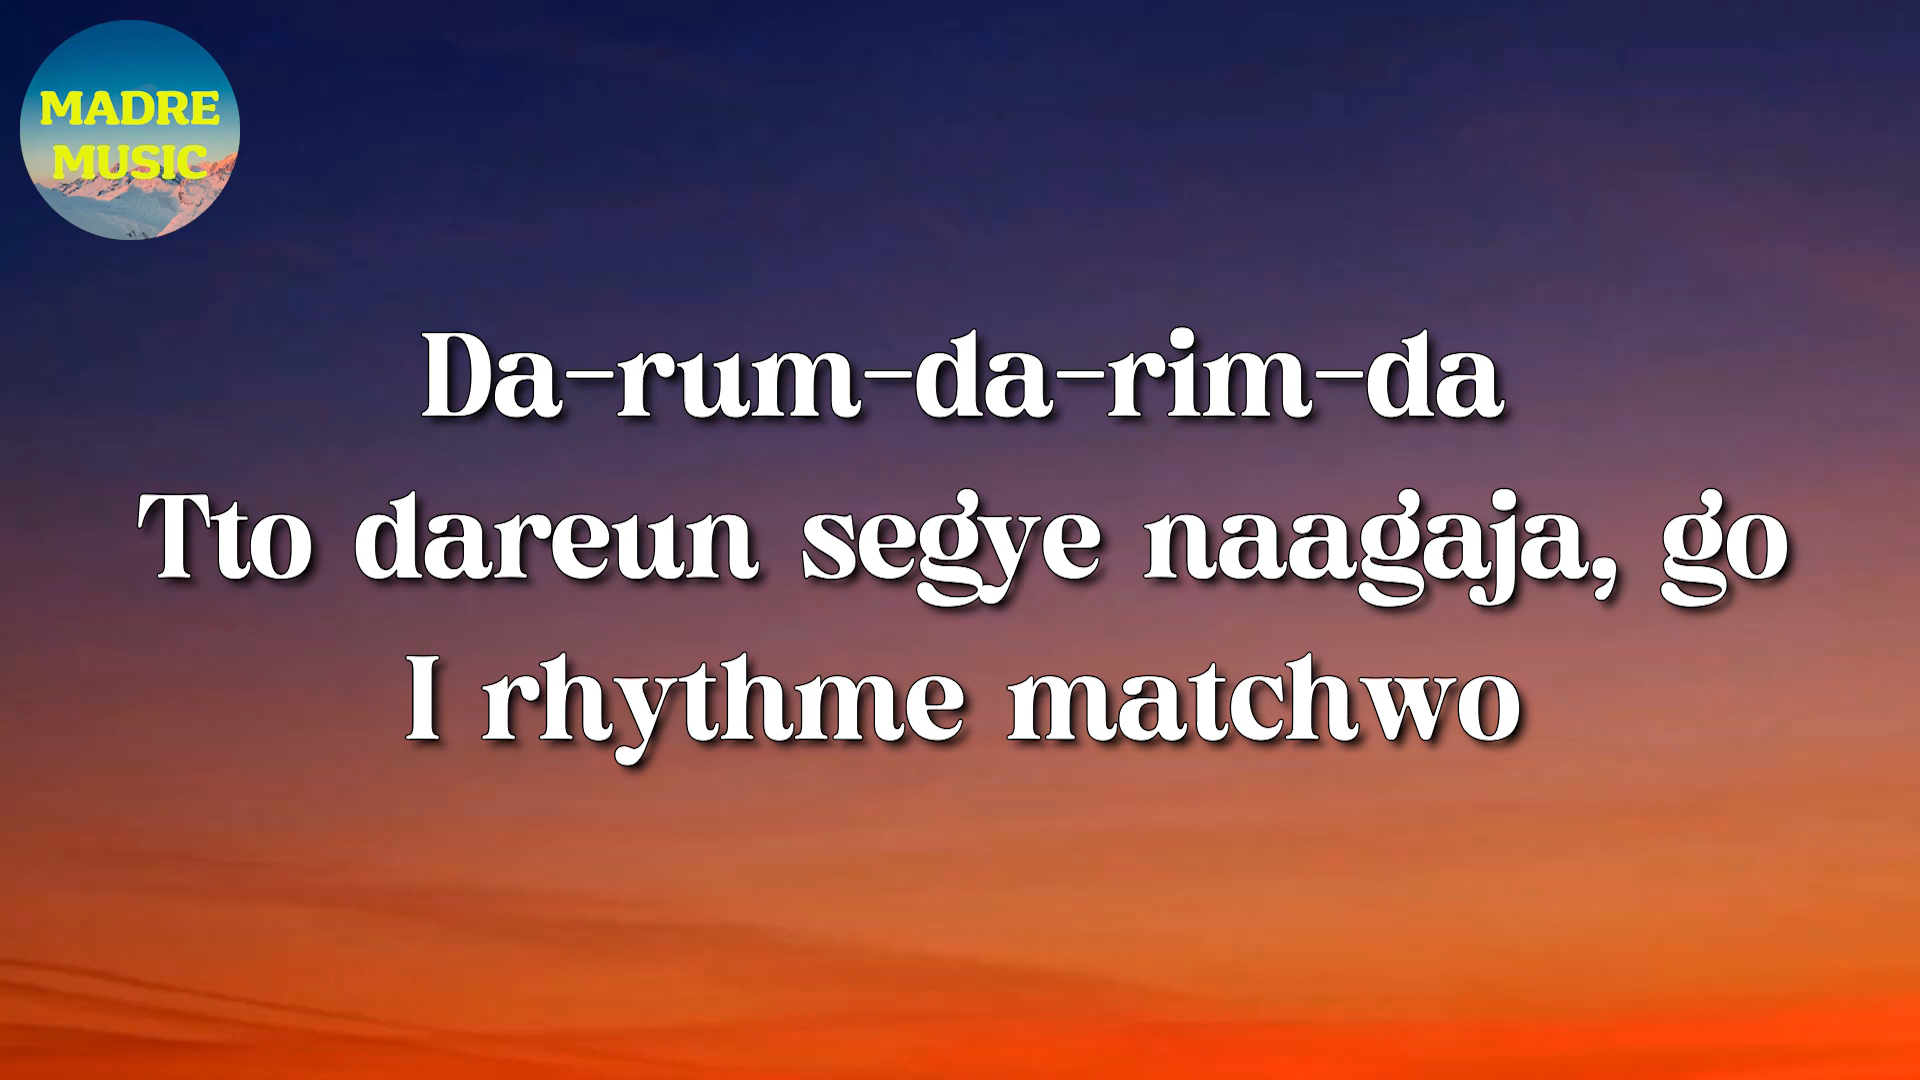 MADRE
MUSIC
Da-rum-da-rim-da
Tto dareun segye naagaja, go
I rhythme matchwo